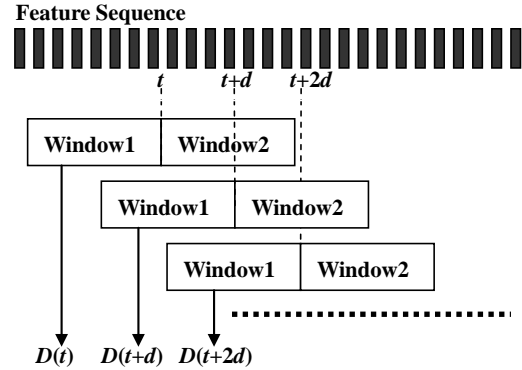 Feature Sequence
t t+d t+2d
Window1 Window2
Window1 Window2
Window1 Window2
D(t) D(t+d) D(t+2d)